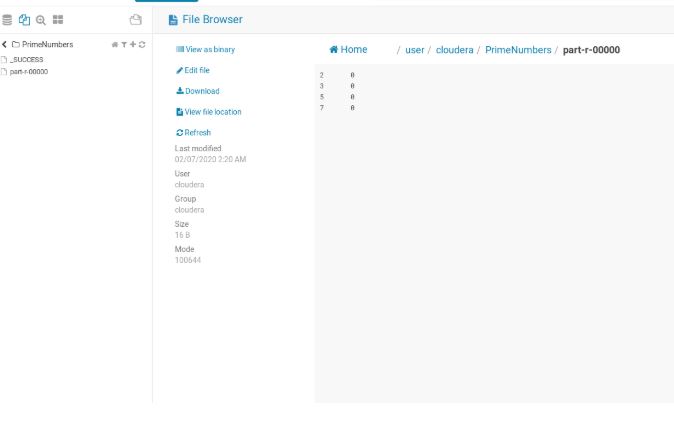 File Browser
PrimeNumbers
_SUCCESS
part-r-00000
View as binary
Edit file
Download
View file location
Refresh
Last modified
02/07/2020 2:20 AM
User
cloudera
Group
cloudera
Size
16 B
Mode
100644
Home / user / cloudera / PrimeNumbers / part-r-00000
2 0
3 0
5 0
7 0